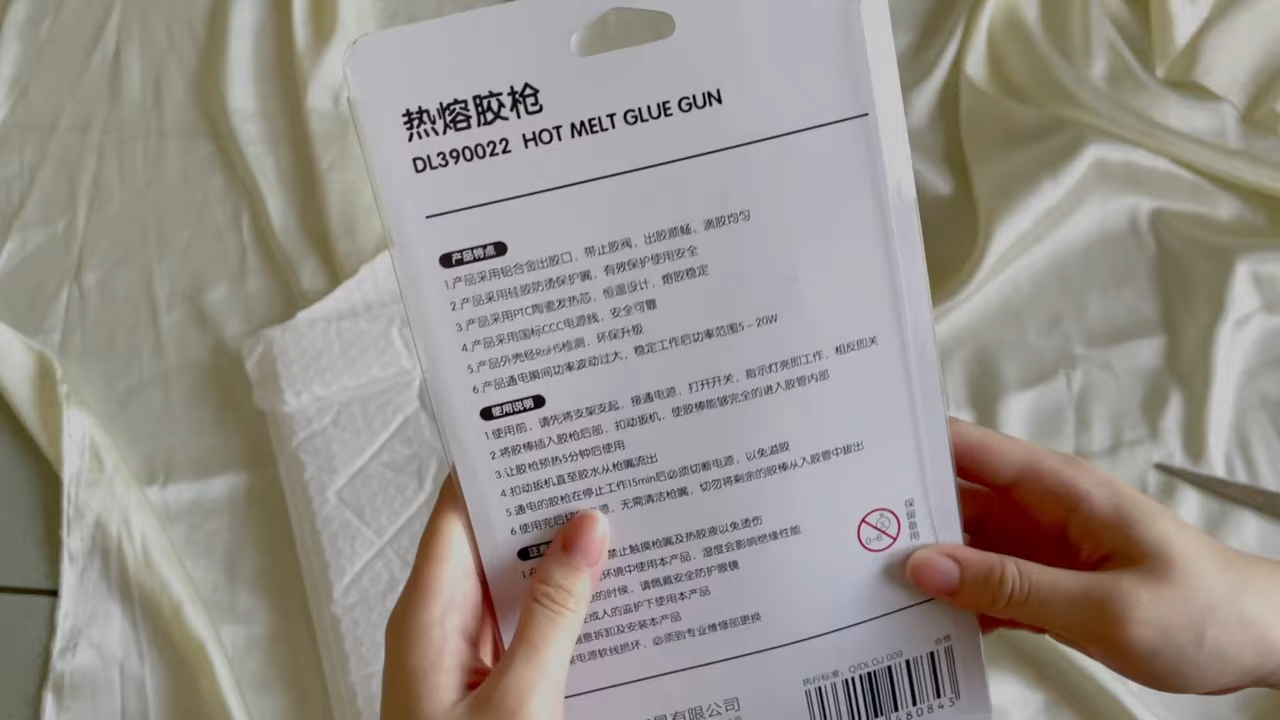 热熔胶枪
DL390022 HOT MELT GLUE GUN
产品特点
1.产品采用铝合金出胶口，带止胶阀，出胶顺畅、滴胶均匀
2.产品采用硅胶防烫保护嘴，有效保护使用安全
3.产品采用PTC陶瓷发热芯，恒温设计，熔胶稳定
4.产品采用国标CCC电源线，安全可靠
5.产品外壳经RoHS检测，环保升级
6.产品通电瞬间功率波动过大，稳定工作后功率范围5－20W
使用说明
1.使用前，请先将支架支起，接通电源，打开开关，指示灯亮即工作，相反即关
2.将胶棒插入胶枪后部，扣动扳机，使胶棒能够完全的进入胶管内部
3.让胶枪预热5分钟后使用
4.扣动扳机直至胶水从枪嘴流出
5.通电的胶枪在停止工作15min后必须切断电源，以免溢胶
6.使用完后切 源，无需清洁枪嘴，切勿将剩余的胶棒从入胶管中拔出
注意
1. 禁止触摸枪嘴及热胶液以免烫伤
环境中使用本产品，湿度会影响绝缘性能
的时候，请佩戴安全防护眼镜
成人的监护下使用本产品
随意拆卸及安装本产品
电源软线损坏，必须到专业维修部更换
0-6
保留备用
合格
执行标准：Q/DLGJ 009
480843
具有限公司